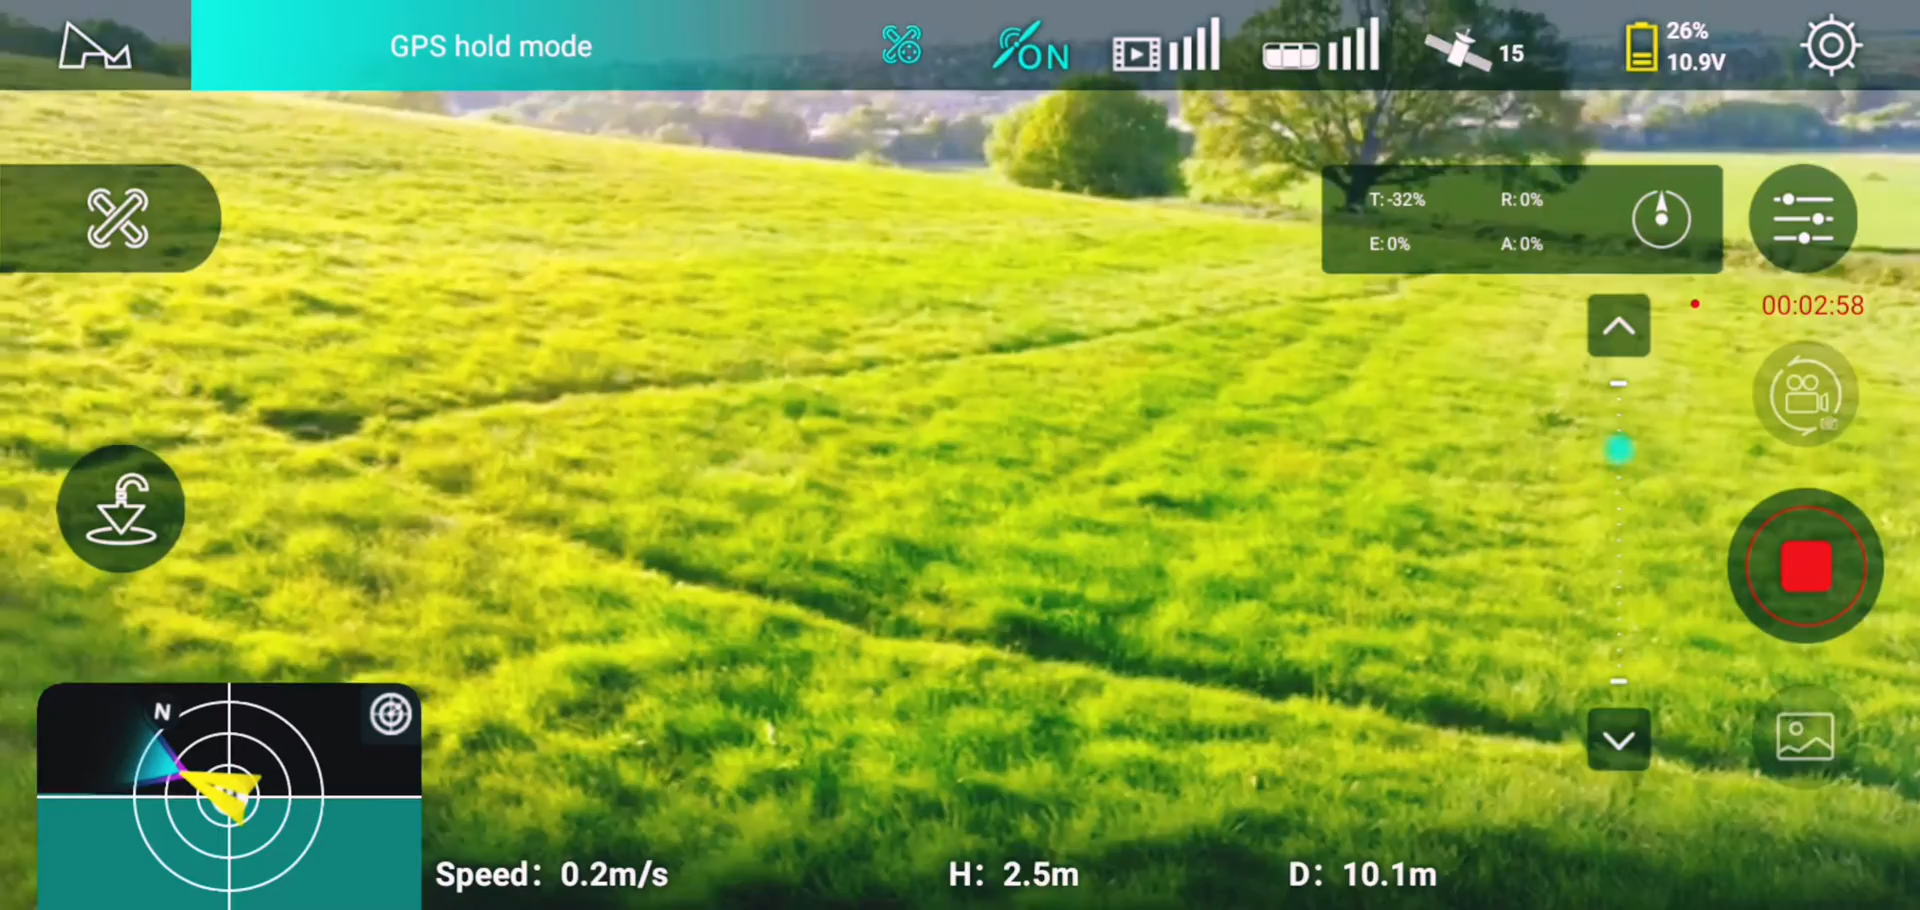 GPS hold mode
ON
15
26%
10.9V
T:-32%
R:0%
E:0%
A:0%
00:02:58
N
Speed: 0.2m/s
H: 2.5m
D: 10.1m